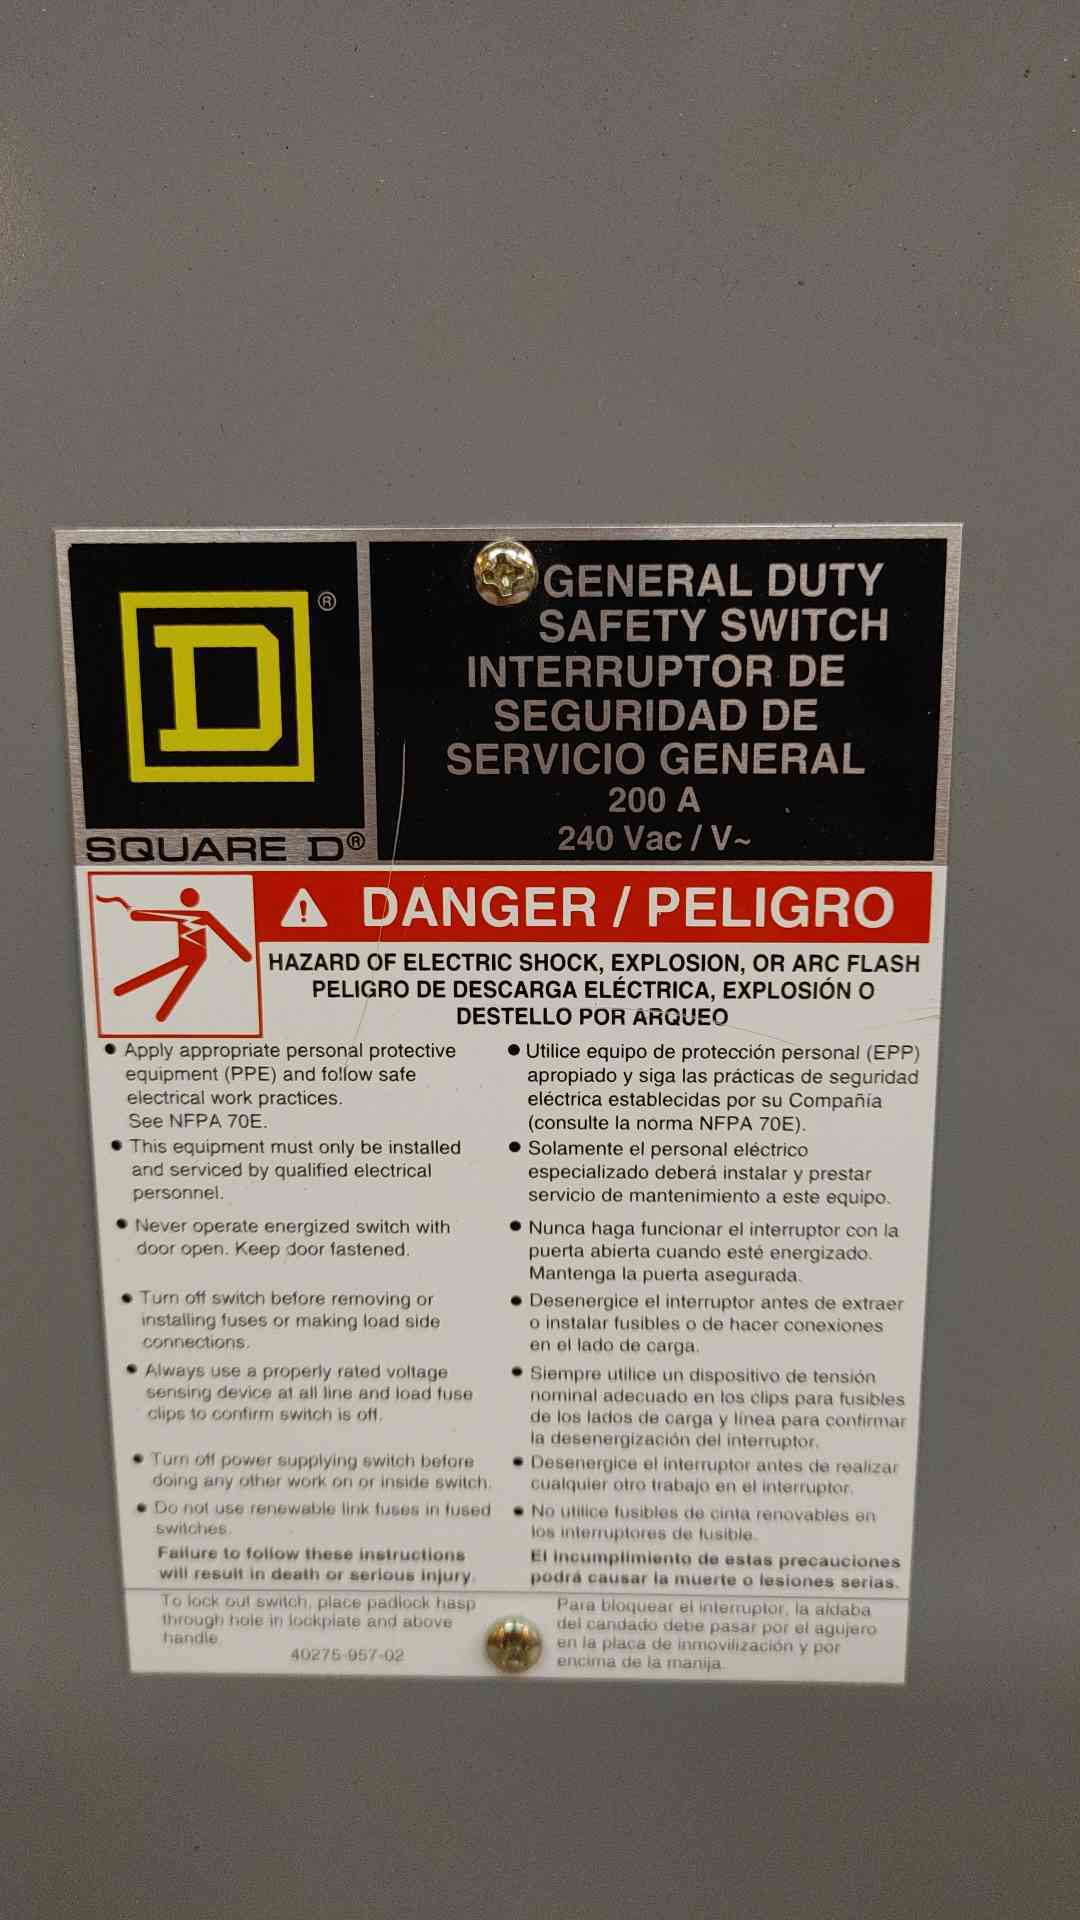 D®
SQUARE D®
GENERAL DUTY
SAFETY SWITCH
INTERRUPTOR DE
SEGURIDAD DE
SERVICIO GENERAL
200 A
240 Vac / V~
DANGER / PELIGRO
HAZARD OF ELECTRIC SHOCK, EXPLOSION, OR ARC FLASH
PELIGRO DE DESCARGA ELÉCTRICA, EXPLOSIÓN O
DESTELLO POR ARQUEO
• Apply appropriate personal protective
equipment (PPE) and follow safe
electrical work practices.
See NFPA 70E.
• This equipment must only be installed
and serviced by qualified electrical
personnel.
• Never operate energized switch with
door open. Keep door fastened.
• Turn off switch before removing or
installing fuses or making load side
connections.
• Always use a properly rated voltage
sensing device at all line and load fuse
clips to confirm switch is off.
• Turn off power supplying switch before
doing any other work on or inside switch.
• Do not use renewable link fuses in fused
switches.
Failure to follow these instructions
will result in death or serious injury.
• Utilice equipo de protección personal (EPP)
apropiado y siga las prácticas de seguridad
eléctrica establecidas por su Compañía
(consulte la norma NFPA 70E).
• Solamente el personal eléctrico
especializado deberá instalar y prestar
servicio de mantenimiento a este equipo.
• Nunca haga funcionar el interruptor con la
puerta abierta cuando esté energizado.
Mantenga la puerta asegurada.
• Desenergice el interruptor antes de extraer
o instalar fusibles o de hacer conexiones
en el lado de carga.
• Siempre utilice un dispositivo de tensión
nominal adecuado en los clips para fusibles
de los lados de carga y línea para confirmar
la desenergización del interruptor.
• Desenergice el interruptor antes de realizar
cualquier otro trabajo en el interruptor.
• No utilice fusibles de cinta renovables en
los interruptores de fusible.
El incumplimiento de estas precauciones
podrá causar la muerte o lesiones serias.
To lock out switch, place padlock hasp
through hole in lockplate and above
handle.
40275-957-02
Para bloquear el interruptor, la aldaba
del candado debe pasar por el agujero
en la placa de inmovilización y por
encima de la manija.